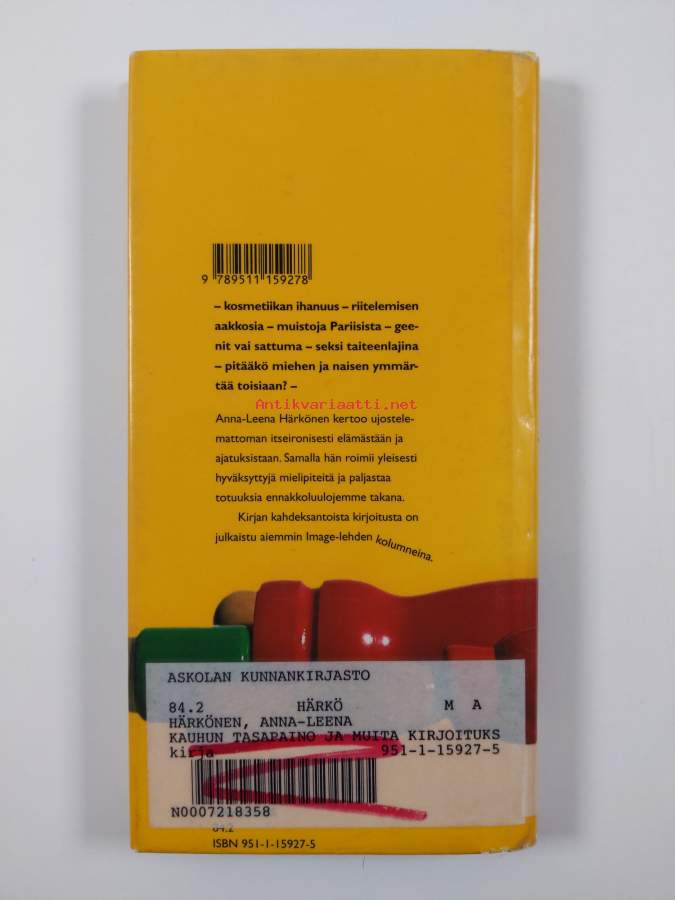 9 789511 159278
– kosmetiikan ihanuus – riitelemisen
aakkosia – muistoja Pariisista – gee-
nit vai sattuma – seksi taiteenlajina
– pitääkö miehen ja naisen ymmär-
tää toisiaan? –
Antikvariaatti.net
Anna-Leena Härkönen kertoo ujostele-
mattoman itseironisesti elämästään ja
ajatuksistaan. Samalla hän roimii yleisesti
hyväksyttyjä mielipiteitä ja paljastaa
totuuksia ennakkoluulojemme takana.
Kirjan kahdeksantoista kirjoitusta on
julkaistu aiemmin Image-lehden kolumneina.
ASKOLAN KUNNANKIRJASTO
84.2 HÄRKÖ M A
HÄRKÖNEN, ANNA-LEENA
KAUHUN TASAPAINO JA MUITA KIRJOITUKS
kirja 951-1-15927-5
N0007218358
84.2
ISBN 951-1-15927-5